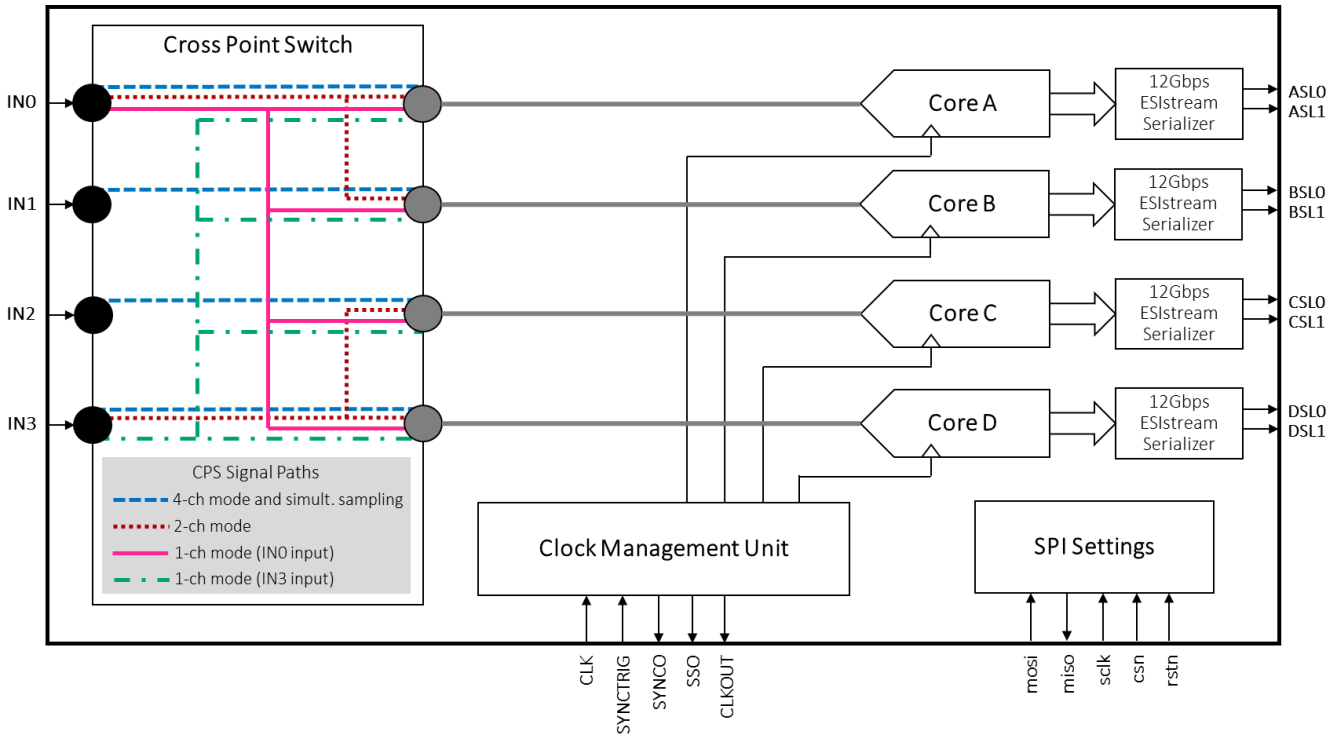 Cross Point Switch
IN0
IN1
IN2
IN3
CPS Signal Paths
4-ch mode and simult. sampling
2-ch mode
1-ch mode (IN0 input)
1-ch mode (IN3 input)
Core A
12Gbps
ESIstream
Serializer
ASL0
ASL1
Core B
12Gbps
ESIstream
Serializer
BSL0
BSL1
Core C
12Gbps
ESIstream
Serializer
CSL0
CSL1
Core D
12Gbps
ESIstream
Serializer
DSL0
DSL1
Clock Management Unit
SPI Settings
CLK
SYNCTRIG
SYNCO
SSO
CLKOUT
mosi
miso
sclk
csn
rstn